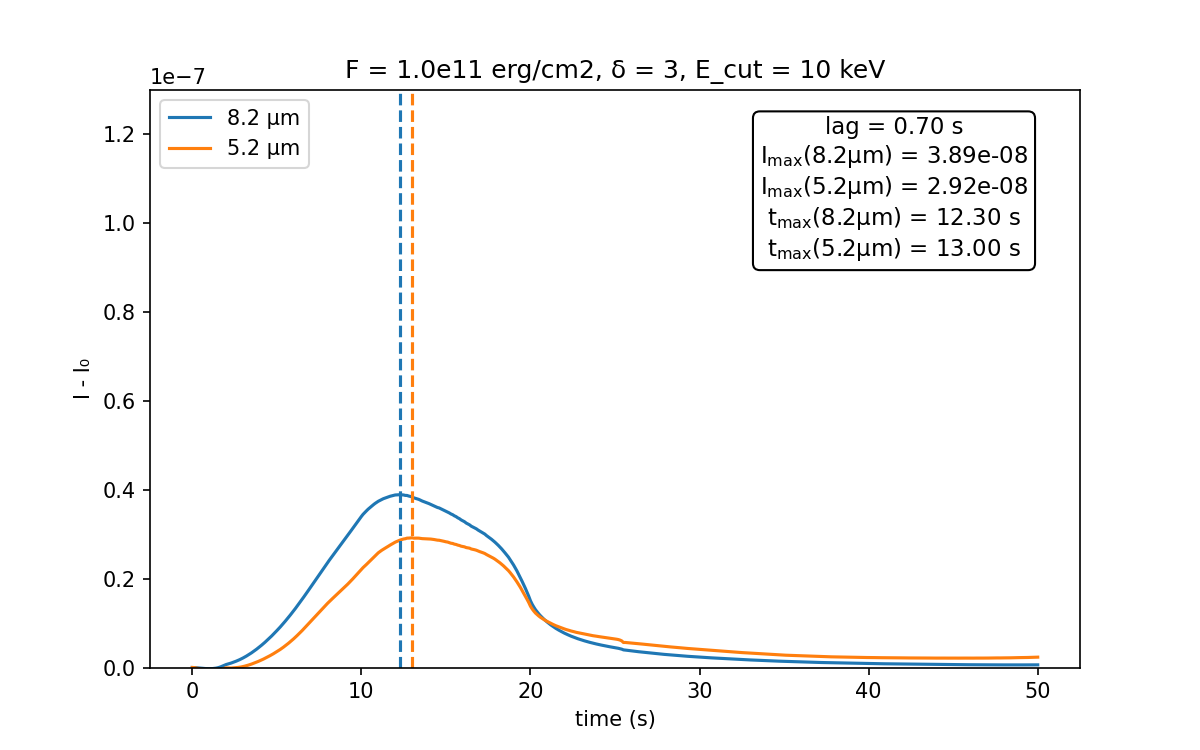 F = 1.0e11 erg/cm2, δ = 3, E_cut = 10 keV
1e−7
8.2 μm
5.2 μm
lag = 0.70 s
Imax(8.2μm) = 3.89e-08
Imax(5.2μm) = 2.92e-08
tmax(8.2μm) = 12.30 s
tmax(5.2μm) = 13.00 s
1.2
1.0
0.8
0.6
0.4
0.2
0.0
I - I₀
0 10 20 30 40 50
time (s)